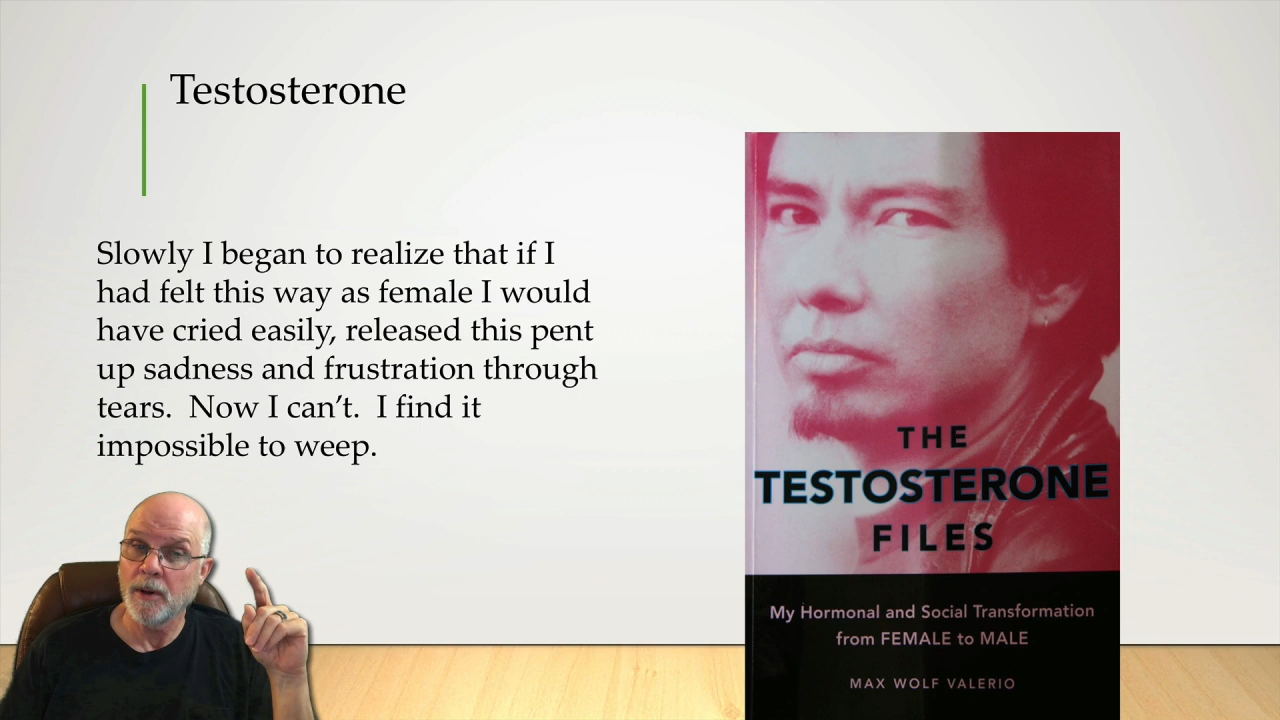 Testosterone
Slowly I began to realize that if I
had felt this way as female I would
have cried easily, released this pent
up sadness and frustration through
tears.  Now I can’t.  I find it
impossible to weep.
THE
TESTOSTERONE
FILES
My Hormonal and Social Transformation
from FEMALE to MALE
MAX WOLF VALERIO